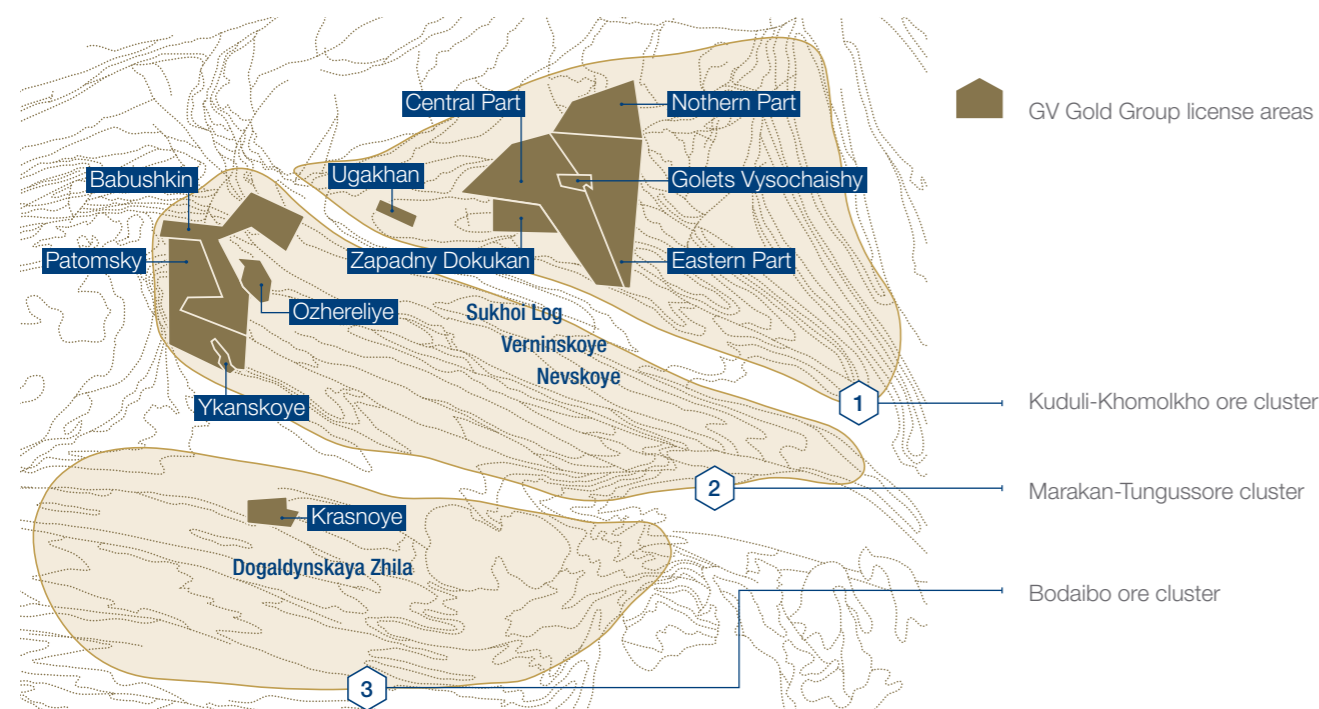 Central Part
Nothern Part
GV Gold Group license areas
Babushkin
Ugakhan
Golets Vysochaishy
Patomsky
Zapadny Dokukan
Eastern Part
Ozhereliye
Sukhoi Log
Verninskoye
Nevskoye
Ykanskoye
1
Kuduli-Khomolkho ore cluster
2
Marakan-Tungussore cluster
Krasnoye
Dogaldynskaya Zhila
Bodaibo ore cluster
3